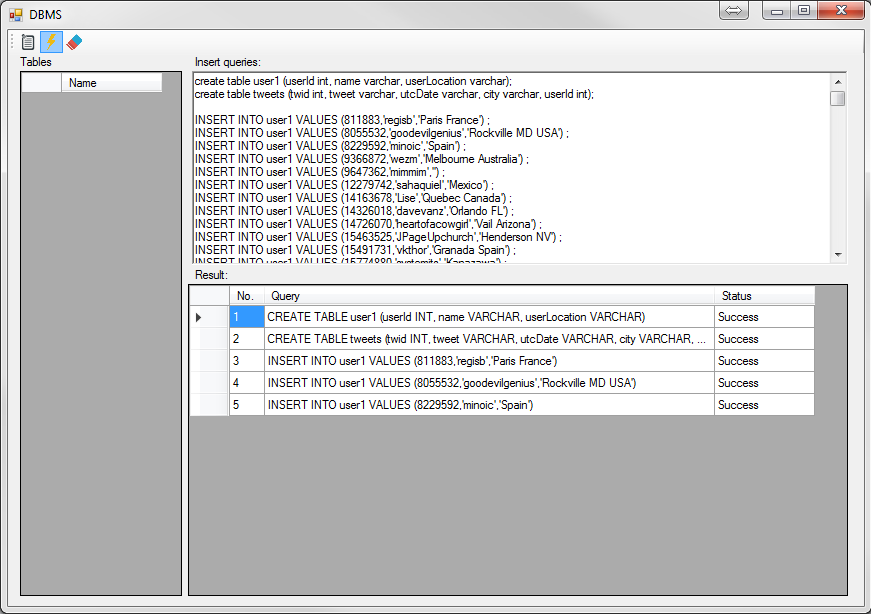 DBMS
Tables
Name
Insert queries:
create table user1 (userId int, name varchar, userLocation varchar);
create table tweets (twid int, tweet varchar, utcDate varchar, city varchar, userId int);
INSERT INTO user1 VALUES (811883,'regisb','Paris France') ;
INSERT INTO user1 VALUES (8055532,'goodevilgenius','Rockville MD USA') ;
INSERT INTO user1 VALUES (8229592,'minoic','Spain') ;
INSERT INTO user1 VALUES (9366872,'wezm','Melbourne Australia') ;
INSERT INTO user1 VALUES (9647362,'mimmim','') ;
INSERT INTO user1 VALUES (12279742,'sahaquiel','Mexico') ;
INSERT INTO user1 VALUES (14163678,'Lise','Quebec Canada') ;
INSERT INTO user1 VALUES (14326018,'davevanz','Orlando FL') ;
INSERT INTO user1 VALUES (14726070,'heartofacowgirl','Vail Arizona') ;
INSERT INTO user1 VALUES (15463525,'JPageUpchurch','Henderson NV') ;
INSERT INTO user1 VALUES (15491731,'vkthor','Granada Spain') ;
INSERT INTO user1 VALUES (15774880,'systemite','Kanazawa') ;
Result:
No. Query Status
1 CREATE TABLE user1 (userId INT, name VARCHAR, userLocation VARCHAR) Success
2 CREATE TABLE tweets (twid INT, tweet VARCHAR, utcDate VARCHAR, city VARCHAR, ... Success
3 INSERT INTO user1 VALUES (811883,'regisb','Paris France') Success
4 INSERT INTO user1 VALUES (8055532,'goodevilgenius','Rockville MD USA') Success
5 INSERT INTO user1 VALUES (8229592,'minoic','Spain') Success